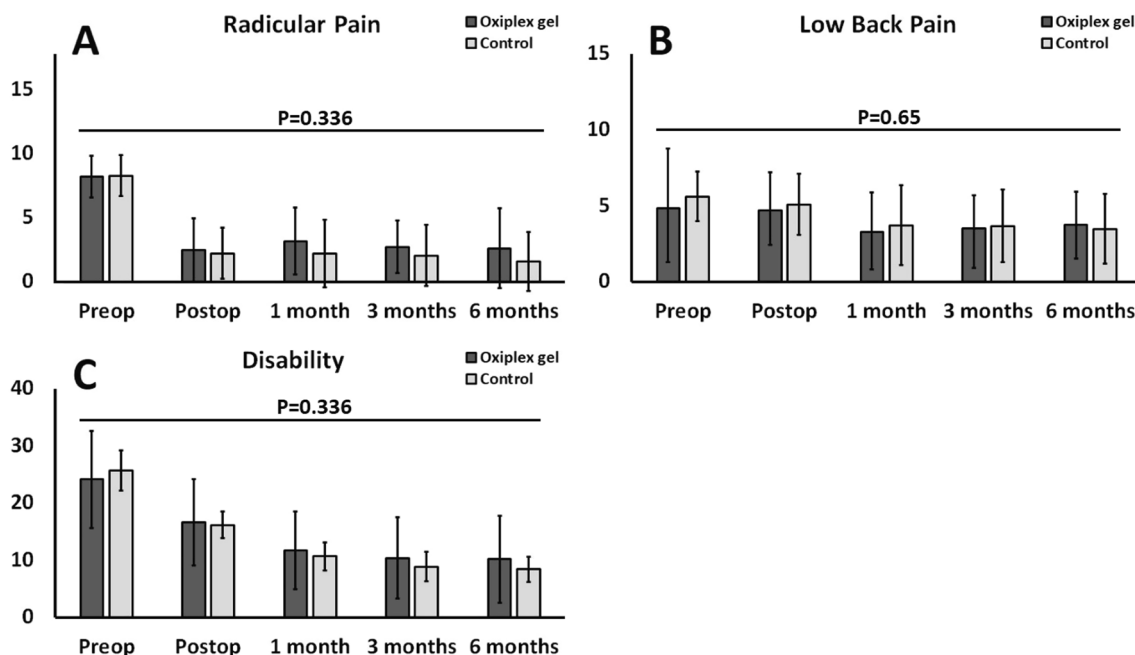 A
Radicular Pain
Oxiplex gel
Control
15
10
5
0
P=0.336
Preop Postop 1 month 3 months 6 months
B
Low Back Pain
Oxiplex gel
Control
15
10
5
0
P=0.65
Preop Postop 1 month 3 months 6 months
C
Disability
Oxiplex gel
Control
40
30
20
10
0
P=0.336
Preop Postop 1 month 3 months 6 months